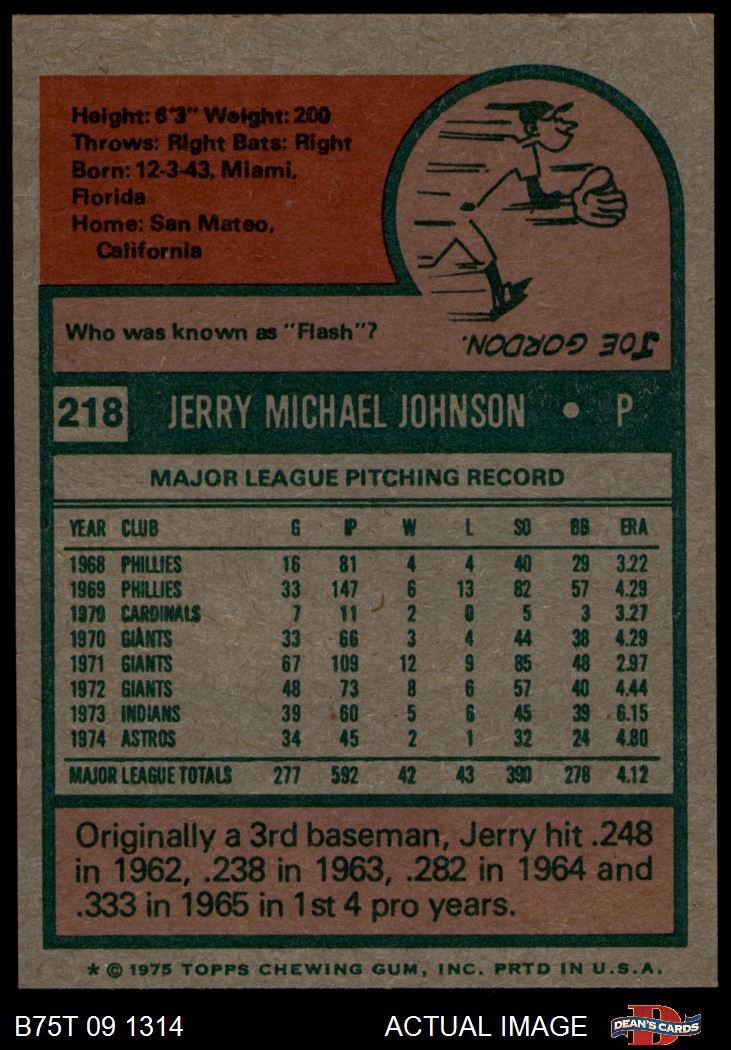 Height: 6'3" Weight: 200
Throws: Right Bats: Right
Born: 12-3-43, Miami,
Florida
Home: San Mateo,
California
Who was known as "Flash"?
JOE GORDON.
218 JERRY MICHAEL JOHNSON • P
MAJOR LEAGUE PITCHING RECORD
YEAR CLUB G IP W L SO BB ERA
1968 PHILLIES 16 81 4 4 40 29 3.22
1969 PHILLIES 33 147 6 13 82 57 4.29
1970 CARDINALS 7 11 2 0 5 3 3.27
1970 GIANTS 33 66 3 4 44 38 4.29
1971 GIANTS 67 109 12 9 85 48 2.97
1972 GIANTS 48 73 8 6 57 40 4.44
1973 INDIANS 39 60 5 6 45 39 6.15
1974 ASTROS 34 45 2 1 32 24 4.80
MAJOR LEAGUE TOTALS 277 592 42 43 390 278 4.12
Originally a 3rd baseman, Jerry hit .248
in 1962, .238 in 1963, .282 in 1964 and
.333 in 1965 in 1st 4 pro years.
* © 1975 TOPPS CHEWING GUM, INC. PRTD IN U.S.A.
B75T 09 1314 ACTUAL IMAGE DEAN'S CARDS